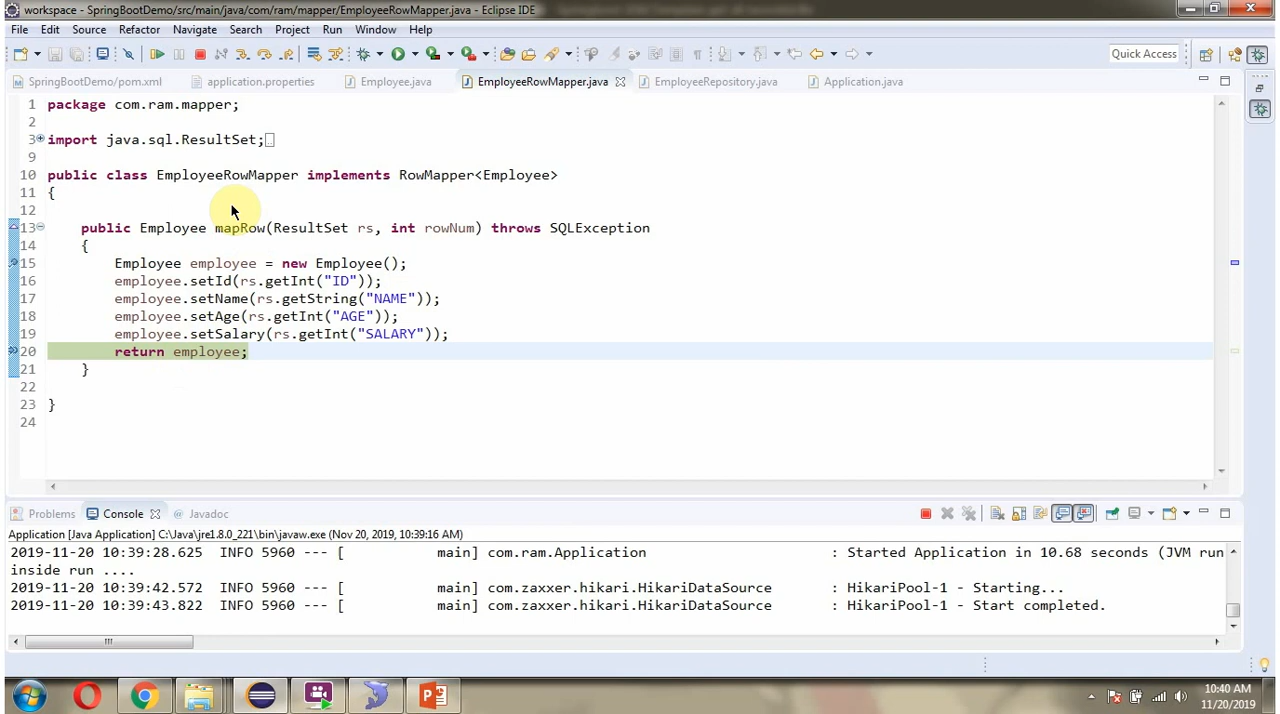 workspace - SpringBootDemo/src/main/java/com/ram/mapper/EmployeeRowMapper.java - Eclipse IDE
File Edit Source Refactor Navigate Search Project Run Window Help
Quick Access
SpringBootDemo/pom.xml application.properties Employee.java EmployeeRowMapper.java EmployeeRepository.java Application.java
1 package com.ram.mapper;
2
3 import java.sql.ResultSet;
9
10 public class EmployeeRowMapper implements RowMapper<Employee>
11 {
12
13 public Employee mapRow(ResultSet rs, int rowNum) throws SQLException
14 {
15 Employee employee = new Employee();
16 employee.setId(rs.getInt("ID"));
17 employee.setName(rs.getString("NAME"));
18 employee.setAge(rs.getInt("AGE"));
19 employee.setSalary(rs.getInt("SALARY"));
20 return employee;
21 }
22
23 }
24
Problems Console Javadoc
Application [Java Application] C:\Java\jre1.8.0_221\bin\javaw.exe (Nov 20, 2019, 10:39:16 AM)
2019-11-20 10:39:28.625 INFO 5960 --- [ main] com.ram.Application : Started Application in 10.68 seconds (JVM run
inside run ....
2019-11-20 10:39:42.572 INFO 5960 --- [ main] com.zaxxer.hikari.HikariDataSource : HikariPool-1 - Starting...
2019-11-20 10:39:43.822 INFO 5960 --- [ main] com.zaxxer.hikari.HikariDataSource : HikariPool-1 - Start completed.
10:40 AM
11/20/2019